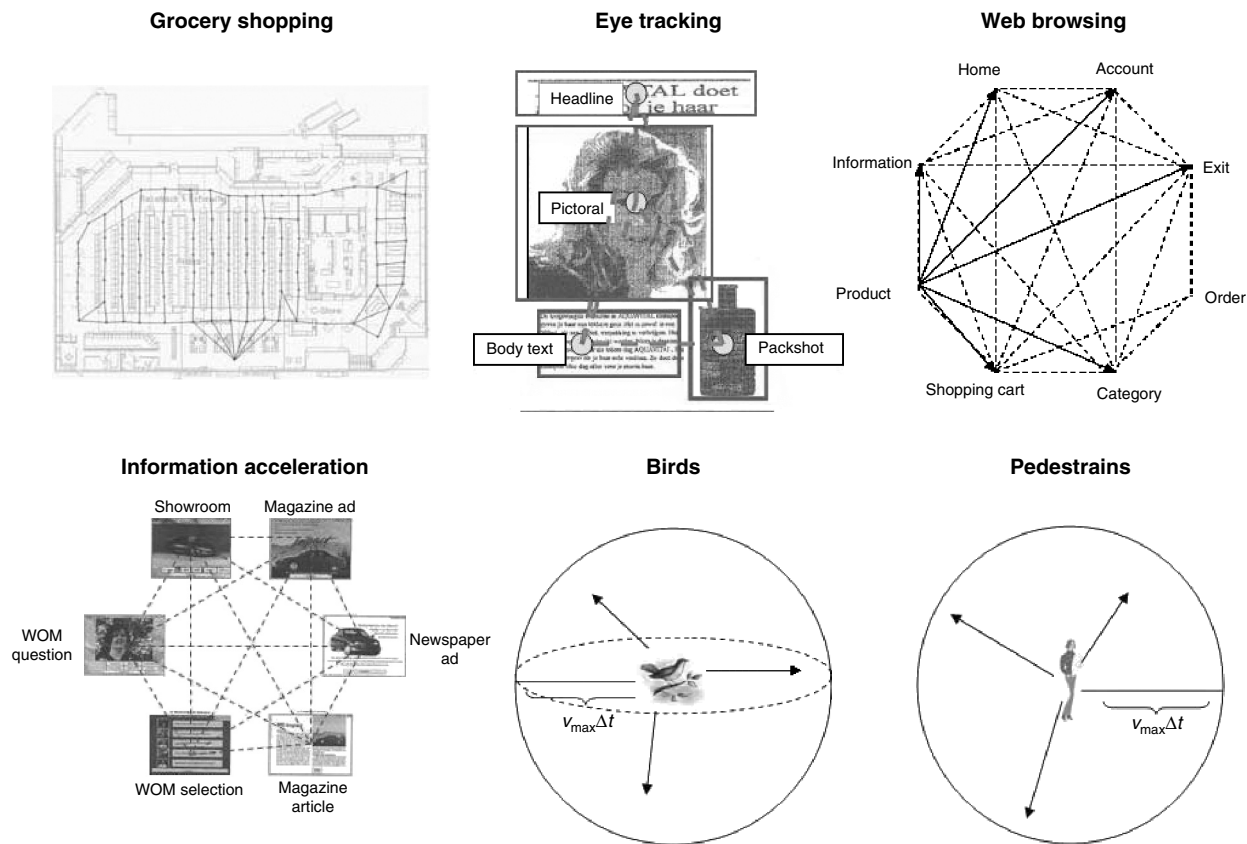 Grocery shopping
Eye tracking
Web browsing
C-Store
Headline
TAL doet
je haar
Pictoral
Body text
Packshot
Home
Account
Information
Exit
Product
Order
Shopping cart
Category
Information acceleration
Birds
Pedestrains
Showroom
Magazine ad
WOM
question
Newspaper
ad
WOM selection
Magazine
article
vmaxΔt
vmaxΔt